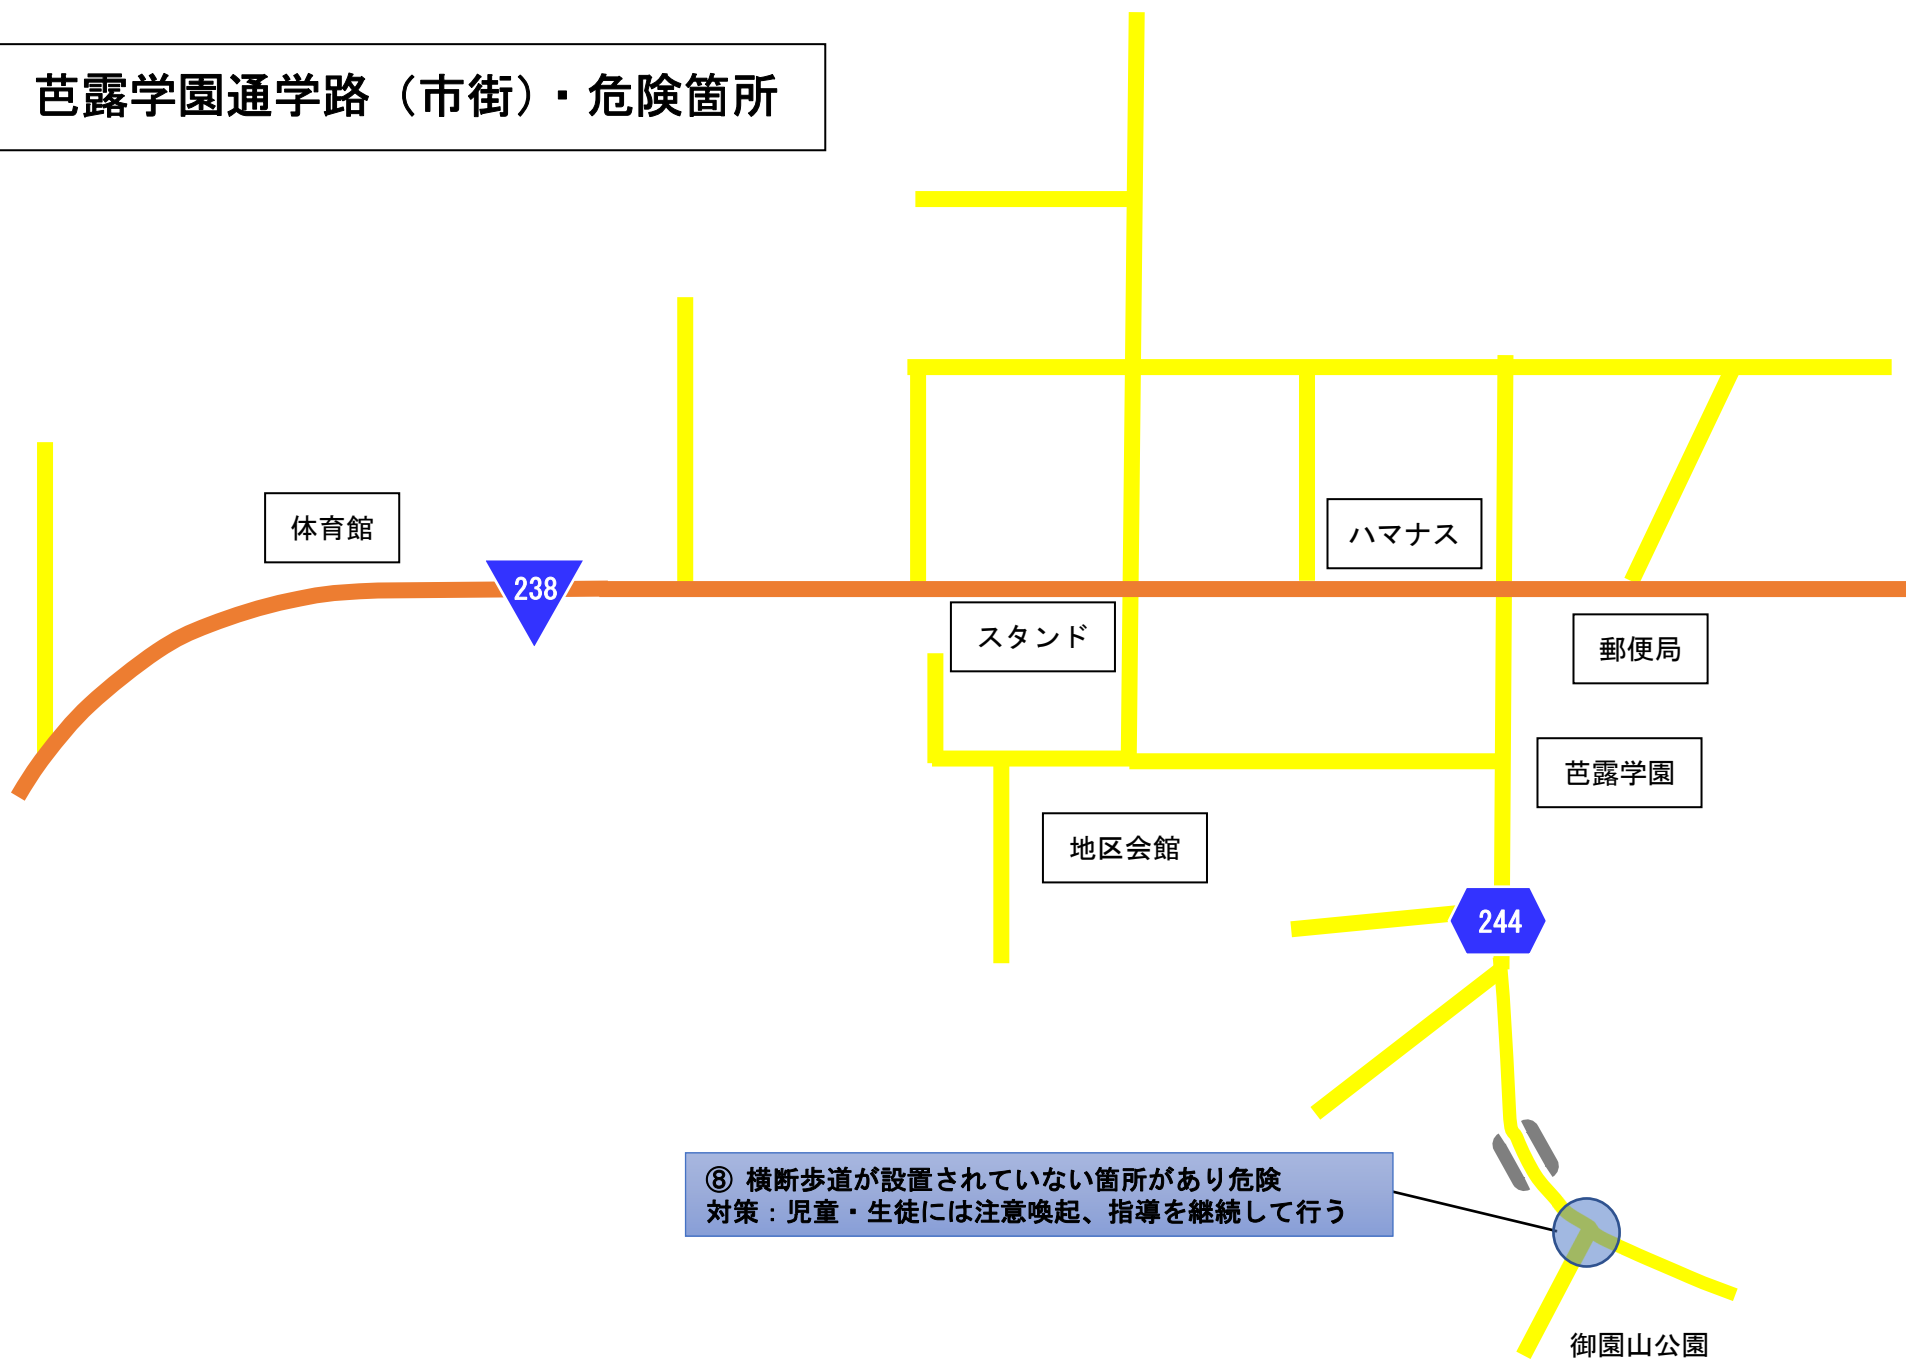 芭露学園通学路（市街）・危険箇所
体育館
238
ハマナス
スタンド
郵便局
芭露学園
地区会館
244
⑧ 横断歩道が設置されていない箇所があり危険
対策：児童・生徒には注意喚起、指導を継続して行う
御園山公園